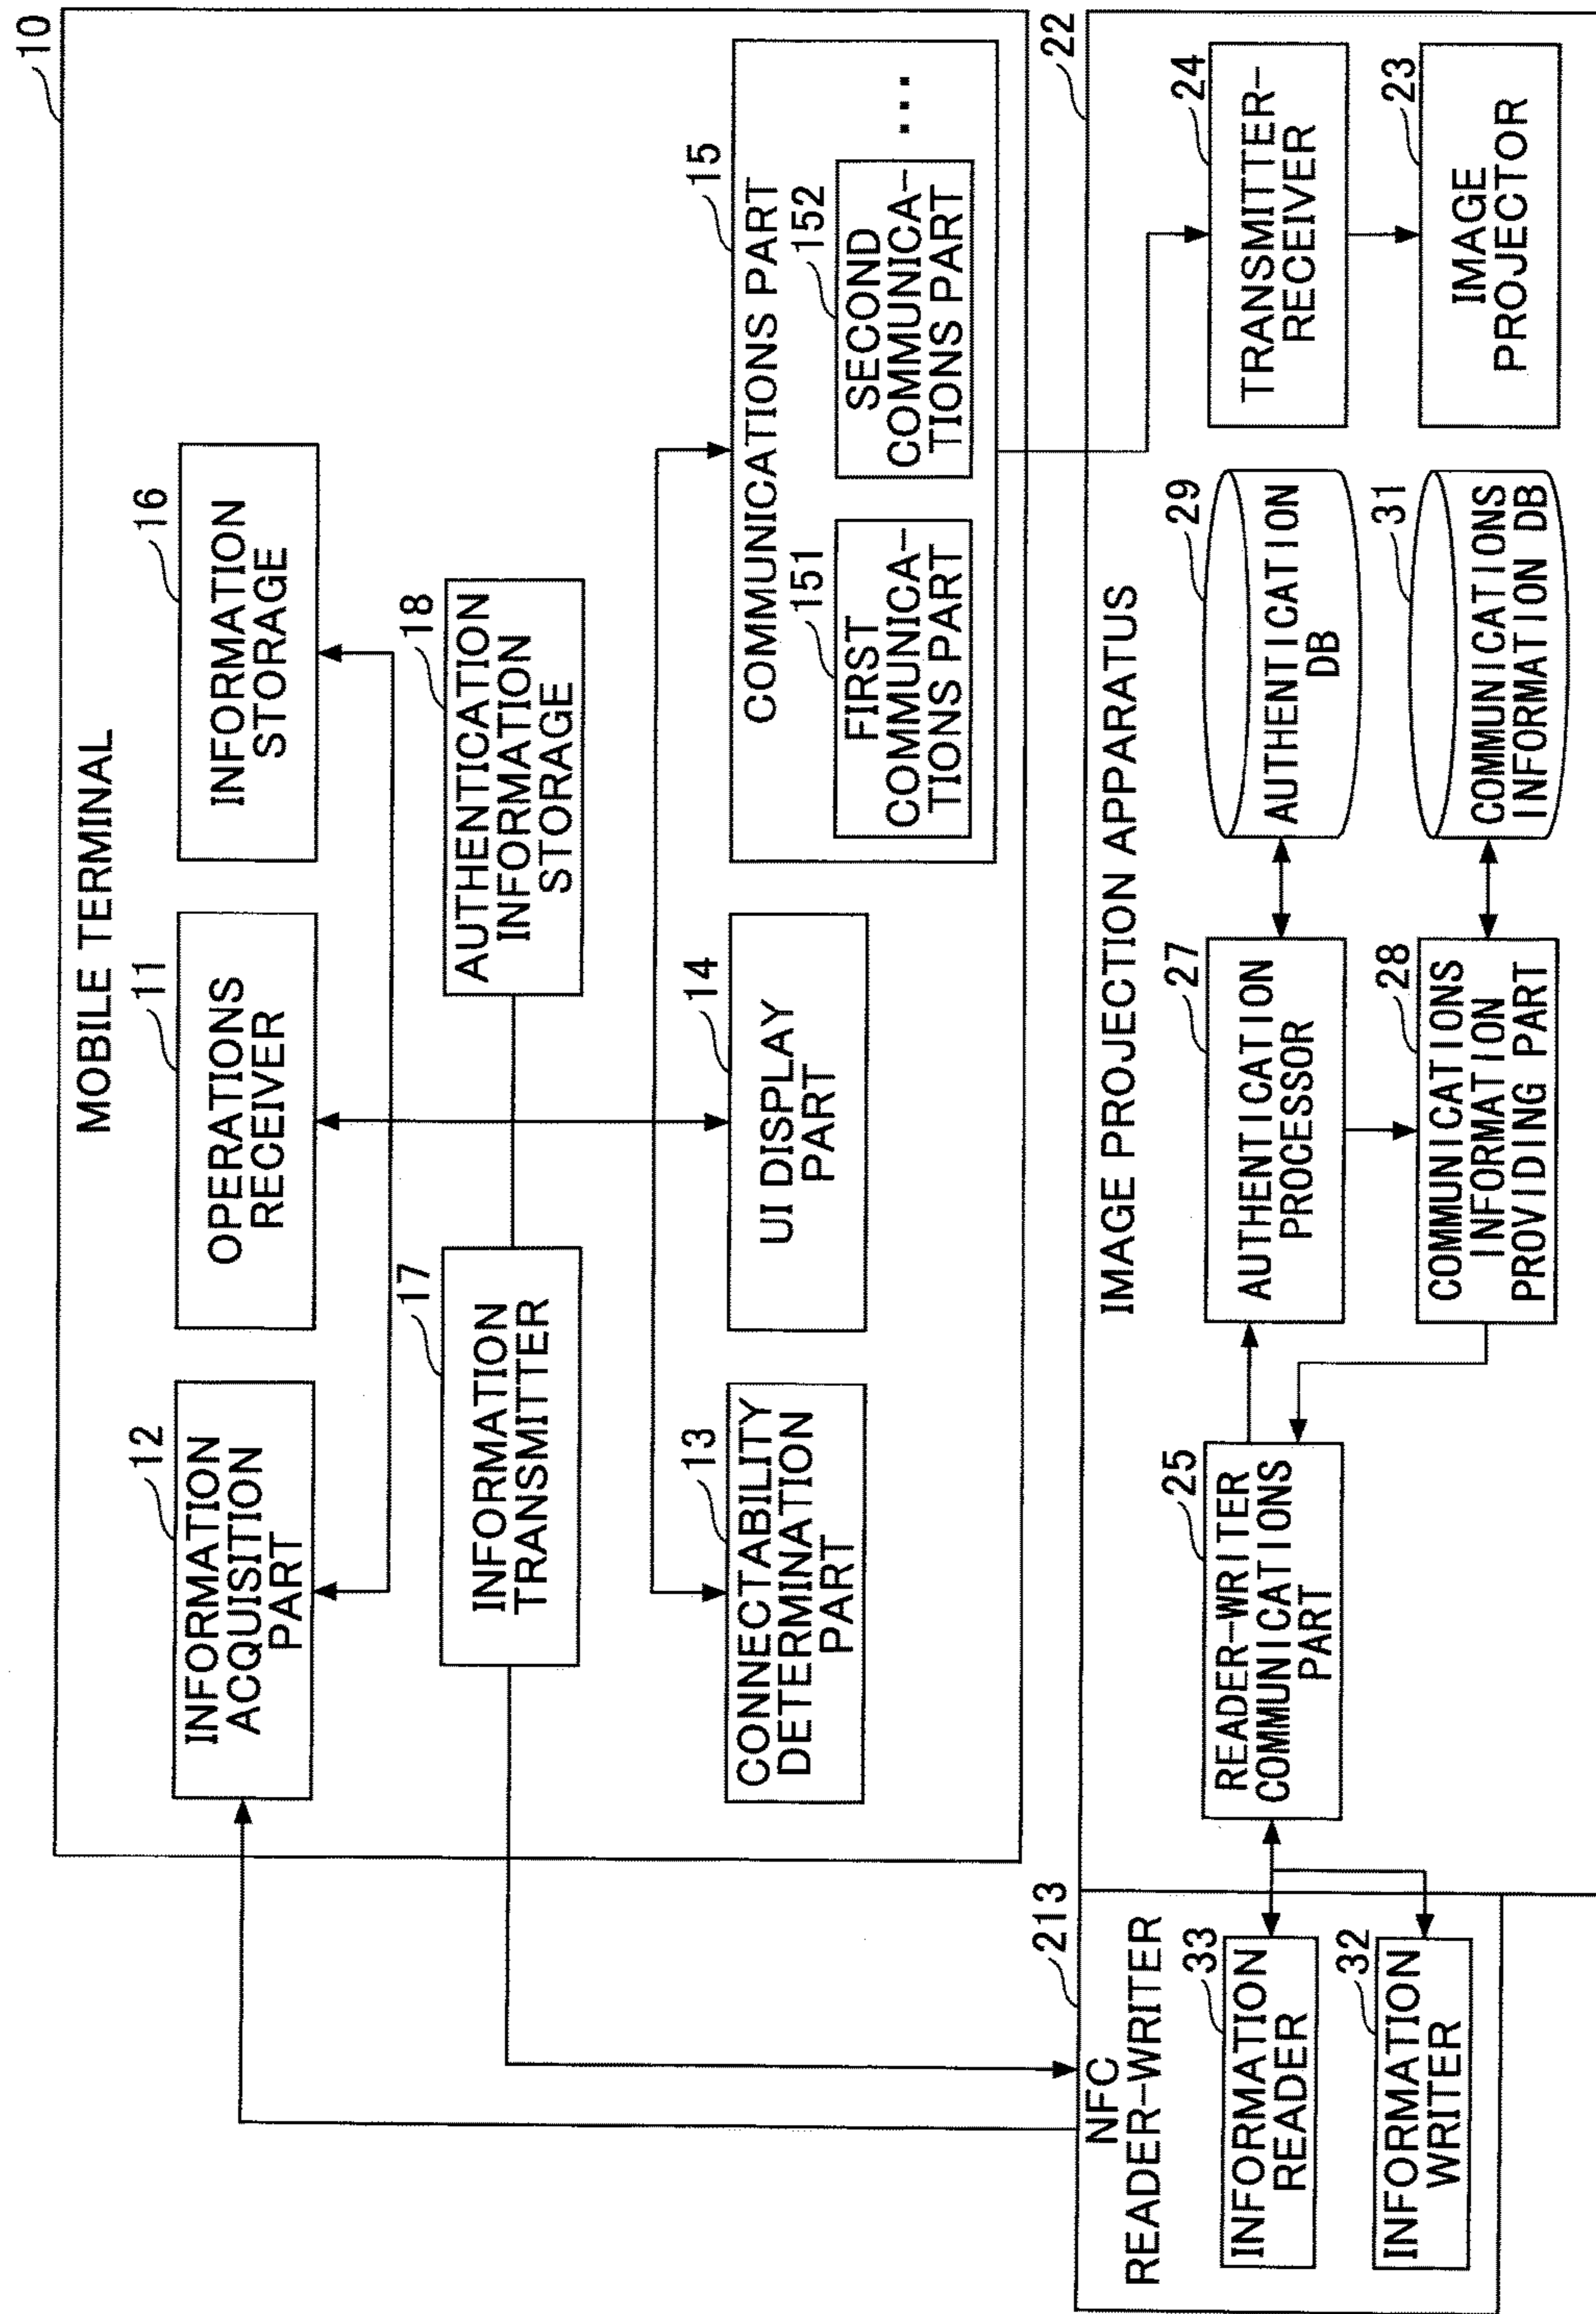 10
MOBILE TERMINAL
12
INFORMATION
ACQUISITION
PART
11
OPERATIONS
RECEIVER
16
INFORMATION
STORAGE
17
INFORMATION
TRANSMITTER
18
AUTHENTICATION
INFORMATION
STORAGE
13
CONNECTABILITY
DETERMINATION
PART
14
UI DISPLAY
PART
15
COMMUNICATIONS PART
151
FIRST
COMMUNICA-
TIONS PART
152
SECOND
COMMUNICA-
TIONS PART
...
213
NFC
READER-WRITER
33
INFORMATION
READER
32
INFORMATION
WRITER
22
IMAGE PROJECTION APPARATUS
25
READER-WRITER
COMMUNICATIONS
PART
27
AUTHENTICATION
PROCESSOR
28
COMMUNICATIONS
INFORMATION
PROVIDING PART
29
AUTHENTICATION
DB
31
COMMUNICATIONS
INFORMATION DB
24
TRANSMITTER-
RECEIVER
23
IMAGE
PROJECTOR